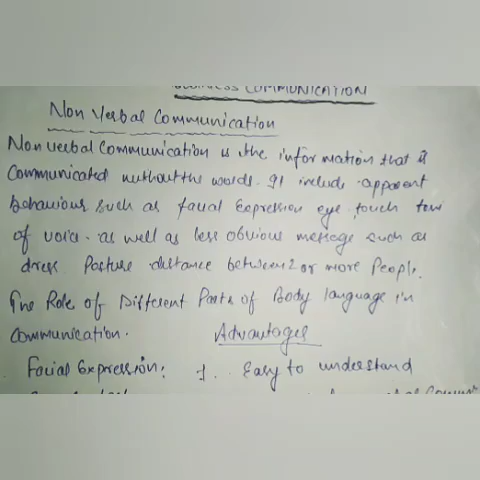 BUSINESS COMMUNICATION
Non Verbal Communication
Non verbal Communication is the information that is
Communicated without the words. It include apparent
Behaviours such as facial Expression eye touch tow
of voice. as well as less obvious message such as
dress. Posture distance between 2 or more People.
The Role of Different Parts of Body language in
Communication. Advantages
Facial Expression: 1. Easy to understand